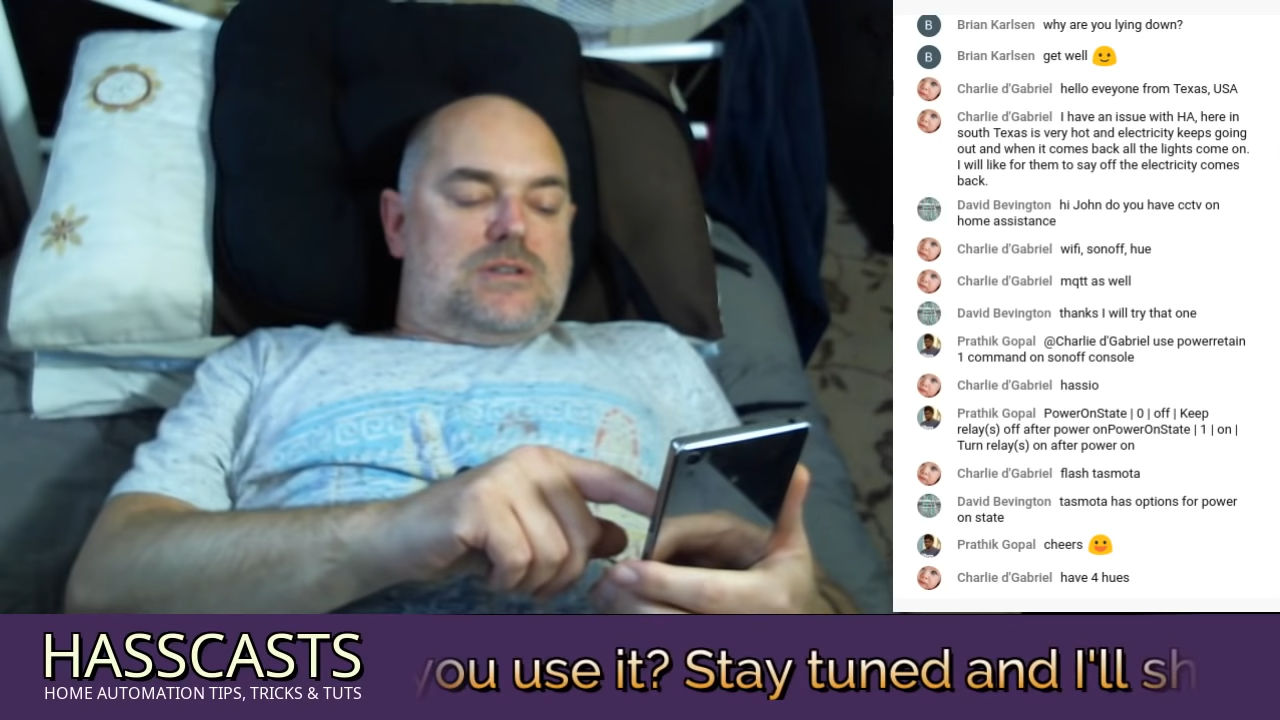 B Brian Karlsen why are you lying down?
B Brian Karlsen get well
Charlie d'Gabriel hello eveyone from Texas, USA
Charlie d'Gabriel I have an issue with HA, here in
south Texas is very hot and electricity keeps going
out and when it comes back all the lights come on.
I will like for them to say off the electricity comes
back.
David Bevington hi John do you have cctv on
home assistance
Charlie d'Gabriel wifi, sonoff, hue
Charlie d'Gabriel mqtt as well
David Bevington thanks I will try that one
Prathik Gopal @Charlie d'Gabriel use powerretain
1 command on sonoff console
Charlie d'Gabriel hassio
Prathik Gopal PowerOnState | 0 | off | Keep
relay(s) off after power onPowerOnState | 1 | on |
Turn relay(s) on after power on
Charlie d'Gabriel flash tasmota
David Bevington tasmota has options for power
on state
Prathik Gopal cheers
Charlie d'Gabriel have 4 hues
HASSCASTS
HOME AUTOMATION TIPS, TRICKS & TUTS
you use it? Stay tuned and I'll sh